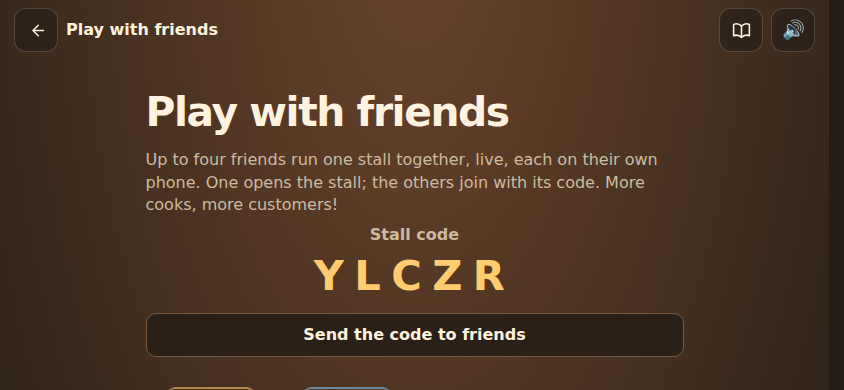 Play with friends
Play with friends
Up to four friends run one stall together, live, each on their own
phone. One opens the stall; the others join with its code. More
cooks, more customers!
Stall code
YLCZR
Send the code to friends